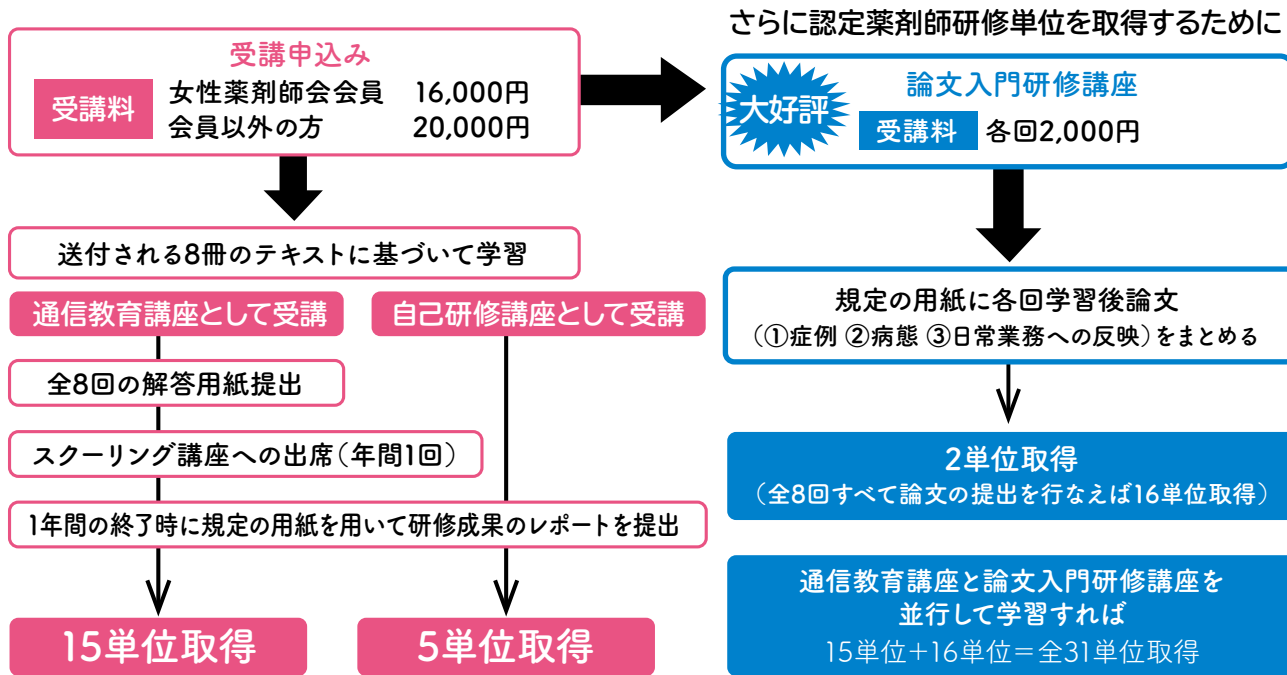 受講申込み
受講料
女性薬剤師会会員 16,000円
会員以外の方 20,000円
送付される8冊のテキストに基づいて学習
通信教育講座として受講
自己研修講座として受講
全8回の解答用紙提出
スクーリング講座への出席（年間1回）
1年間の終了時に規定の用紙を用いて研修成果のレポートを提出
15単位取得
5単位取得
さらに認定薬剤師研修単位を取得するために
大好評
論文入門研修講座
受講料 各回2,000円
規定の用紙に各回学習後論文
（①症例 ②病態 ③日常業務への反映）をまとめる
2単位取得
（全8回すべて論文の提出を行なえば16単位取得）
通信教育講座と論文入門研修講座を
並行して学習すれば
15単位＋16単位＝全31単位取得